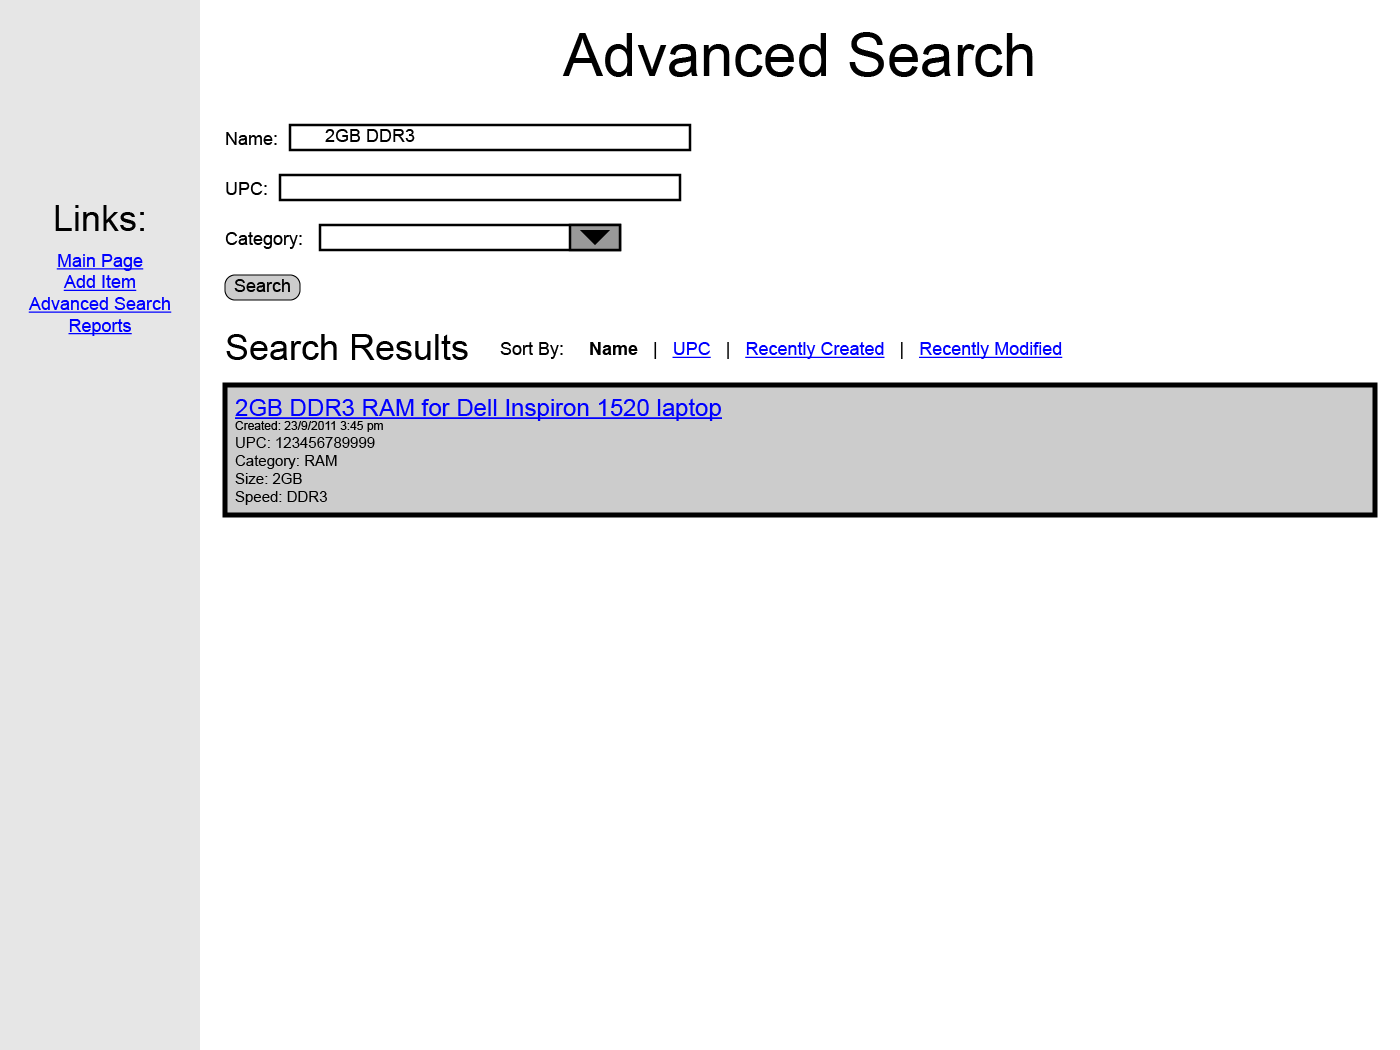 Advanced Search
Name: 2GB DDR3
UPC:
Category:
Search
Links:
Main Page
Add Item
Advanced Search
Reports
Search Results Sort By: Name | UPC | Recently Created | Recently Modified
2GB DDR3 RAM for Dell Inspiron 1520 laptop
Created: 23/9/2011 3:45 pm
UPC: 123456789999
Category: RAM
Size: 2GB
Speed: DDR3